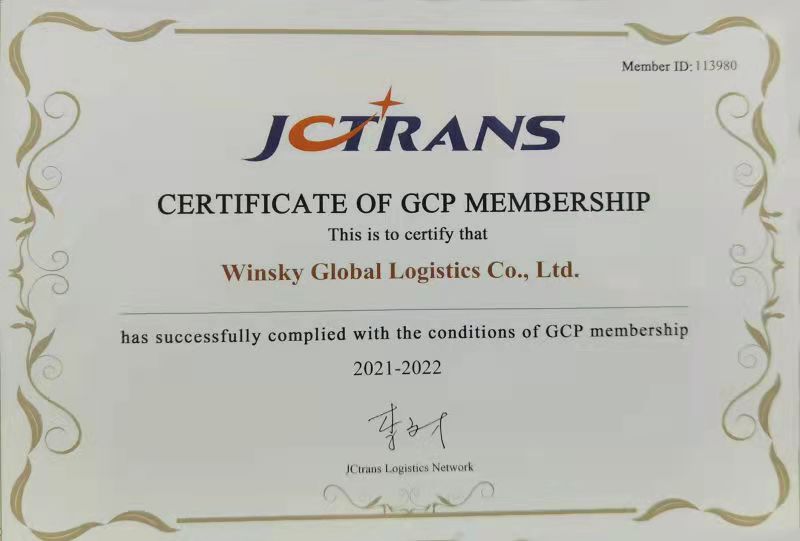 Member ID: 113980
JCTRANS
CERTIFICATE OF GCP MEMBERSHIP
This is to certify that
Winsky Global Logistics Co., Ltd.
has successfully complied with the conditions of GCP membership
2021-2022
JCtrans Logistics Network